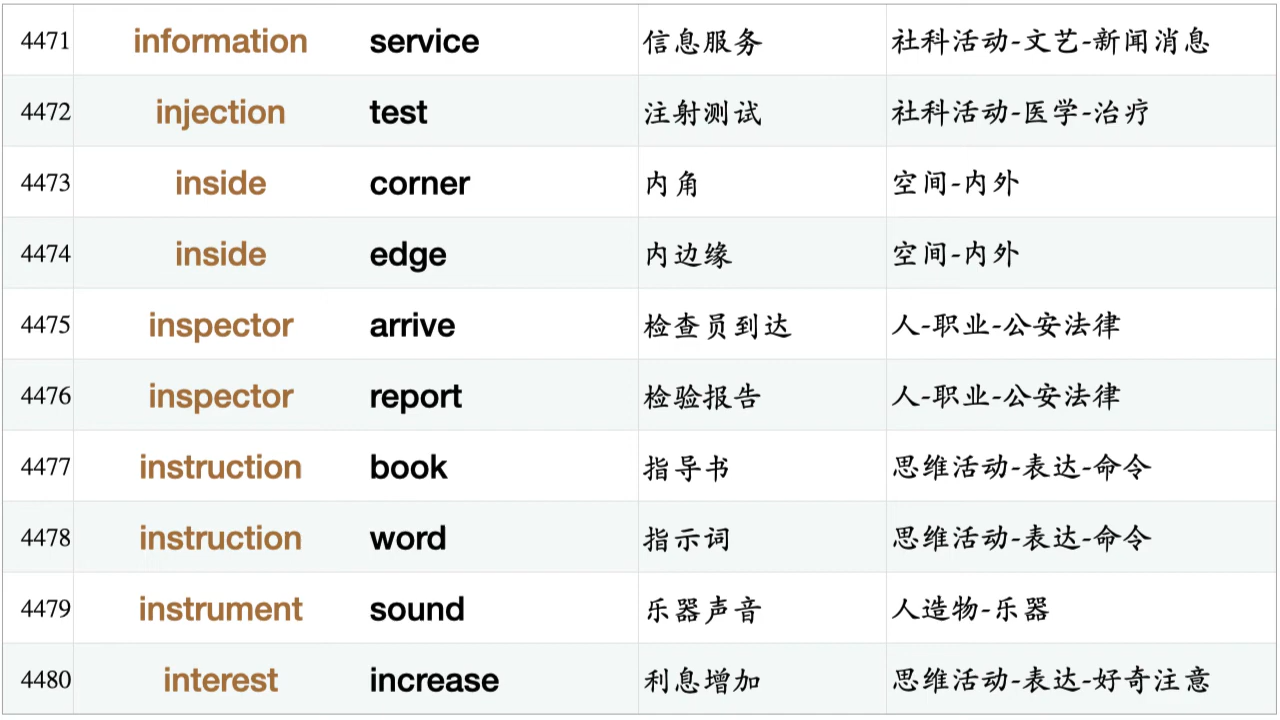 4471 information service 信息服务 社科活动-文艺-新闻消息
4472 injection test 注射测试 社科活动-医学-治疗
4473 inside corner 内角 空间-内外
4474 inside edge 内边缘 空间-内外
4475 inspector arrive 检查员到达 人-职业-公安法律
4476 inspector report 检验报告 人-职业-公安法律
4477 instruction book 指导书 思维活动-表达-命令
4478 instruction word 指示词 思维活动-表达-命令
4479 instrument sound 乐器声音 人造物-乐器
4480 interest increase 利息增加 思维活动-表达-好奇注意